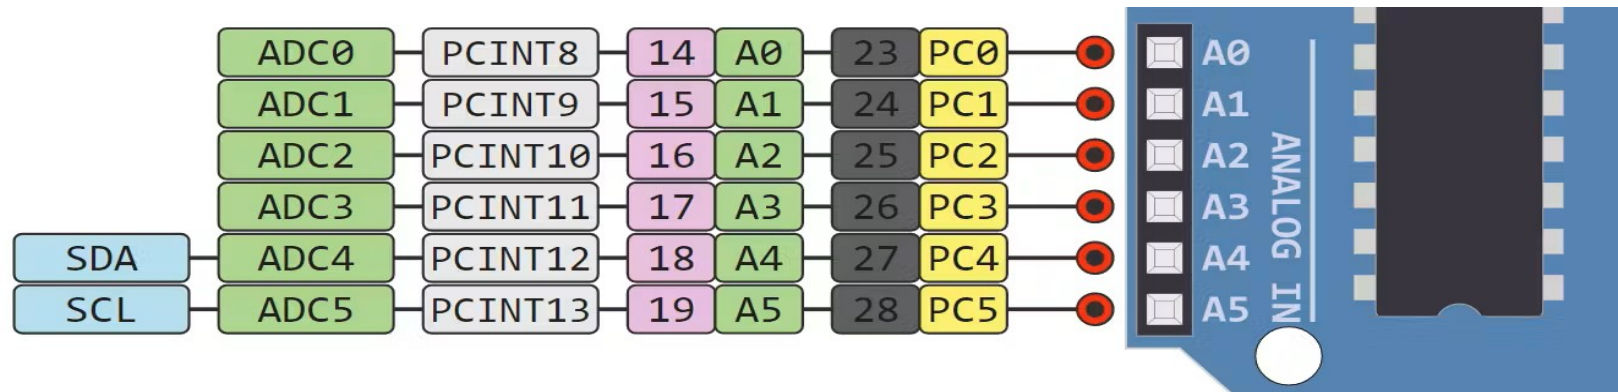 ADC0 PCINT8 14 A0 23 PC0 A0
ADC1 PCINT9 15 A1 24 PC1 A1
ADC2 PCINT10 16 A2 25 PC2 A2
ADC3 PCINT11 17 A3 26 PC3 A3
SDA ADC4 PCINT12 18 A4 27 PC4 A4
SCL ADC5 PCINT13 19 A5 28 PC5 A5
ANALOG IN